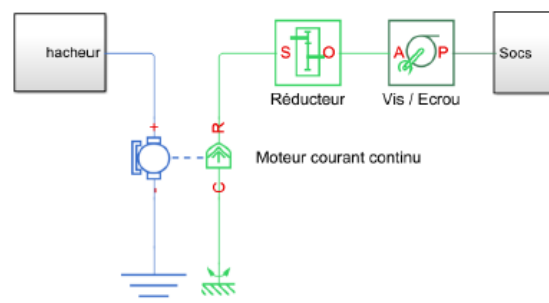 hacheur
S
O
A
P
Socs
Réducteur
Vis / Ecrou
+
R
Moteur courant continu
-
C